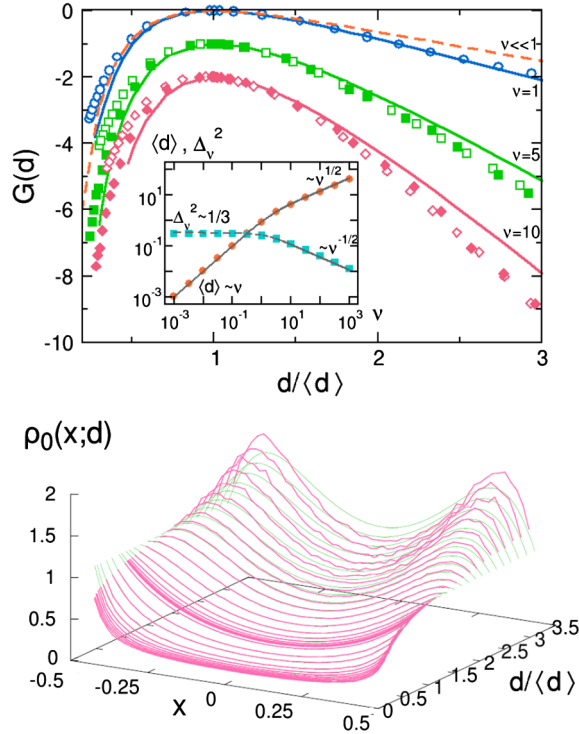 0
-2
-4
-6
-8
-10
G(d)
ν<<1
ν=1
ν=5
ν=10
⟨d⟩ , Δν²
10¹
10⁻¹
10⁻³
~ν¹/²
Δν²~1/3
~ν⁻¹/²
⟨d⟩ ~ν
10⁻³ 10⁻¹ 10¹ 10³
ν
1 2 3
d/⟨d⟩
ρ₀(x;d)
2
1.5
1
0.5
0
-0.5 -0.25 0 0.25 0.5
x
0 0.5 1 1.5 2 2.5 3 3.5
d/⟨d⟩